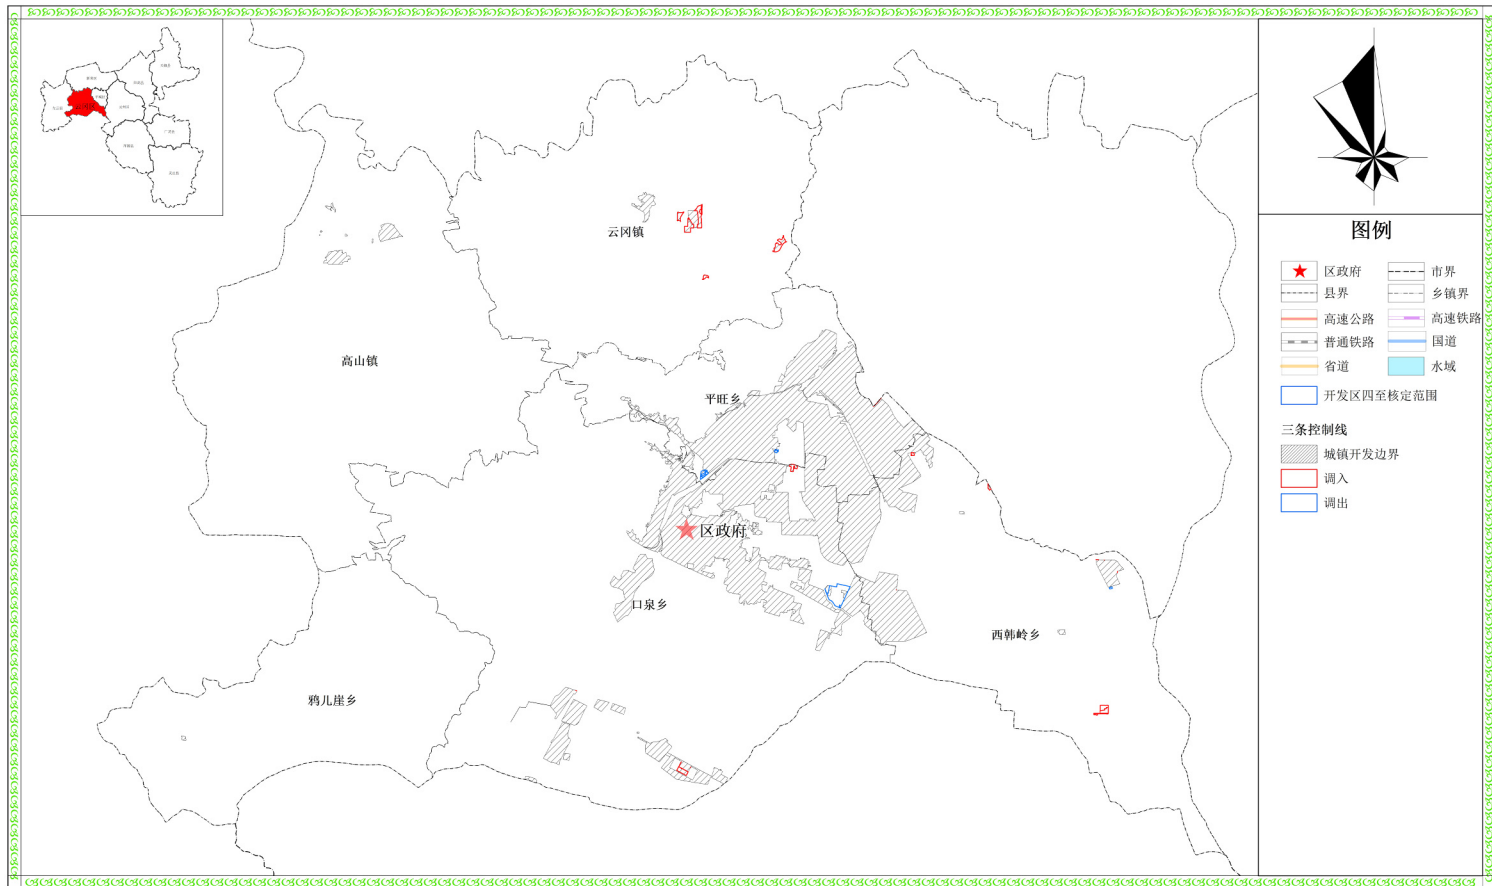 云冈镇
高山镇
平旺乡
区政府
口泉乡
西韩岭乡
鸦儿崖乡
图例
区政府
市界
县界
乡镇界
高速公路
高速铁路
普通铁路
国道
省道
水域
开发区四至核定范围
三条控制线
城镇开发边界
调入
调出